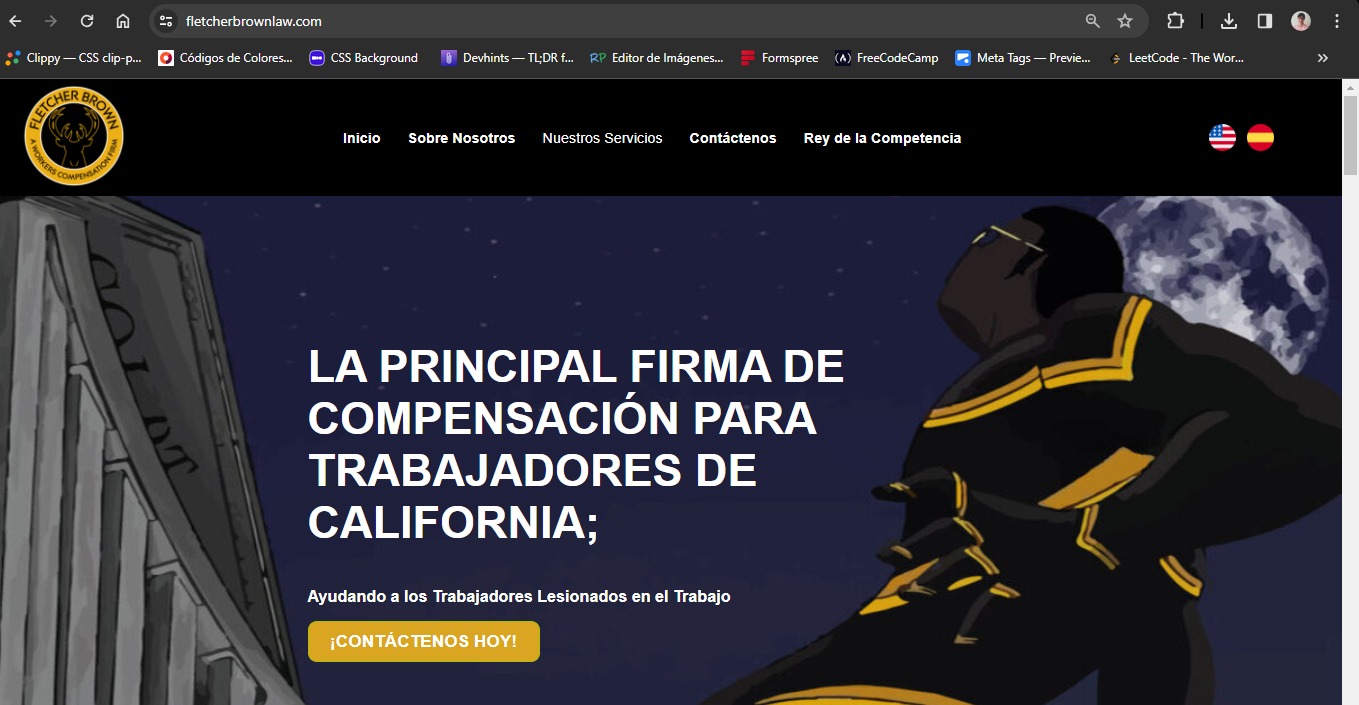 fletcherbrownlaw.com
Clippy — CSS clip-p... Códigos de Colores... CSS Background Devhints — TL;DR f... RP Editor de Imágenes... Formspree FreeCodeCamp Meta Tags — Previe... LeetCode - The Wor... »
FLETCHER BROWN
A WORKERS COMPENSATION FIRM
Inicio Sobre Nosotros Nuestros Servicios Contáctenos Rey de la Competencia
LA PRINCIPAL FIRMA DE
COMPENSACIÓN PARA
TRABAJADORES DE
CALIFORNIA;
Ayudando a los Trabajadores Lesionados en el Trabajo
¡CONTÁCTENOS HOY!